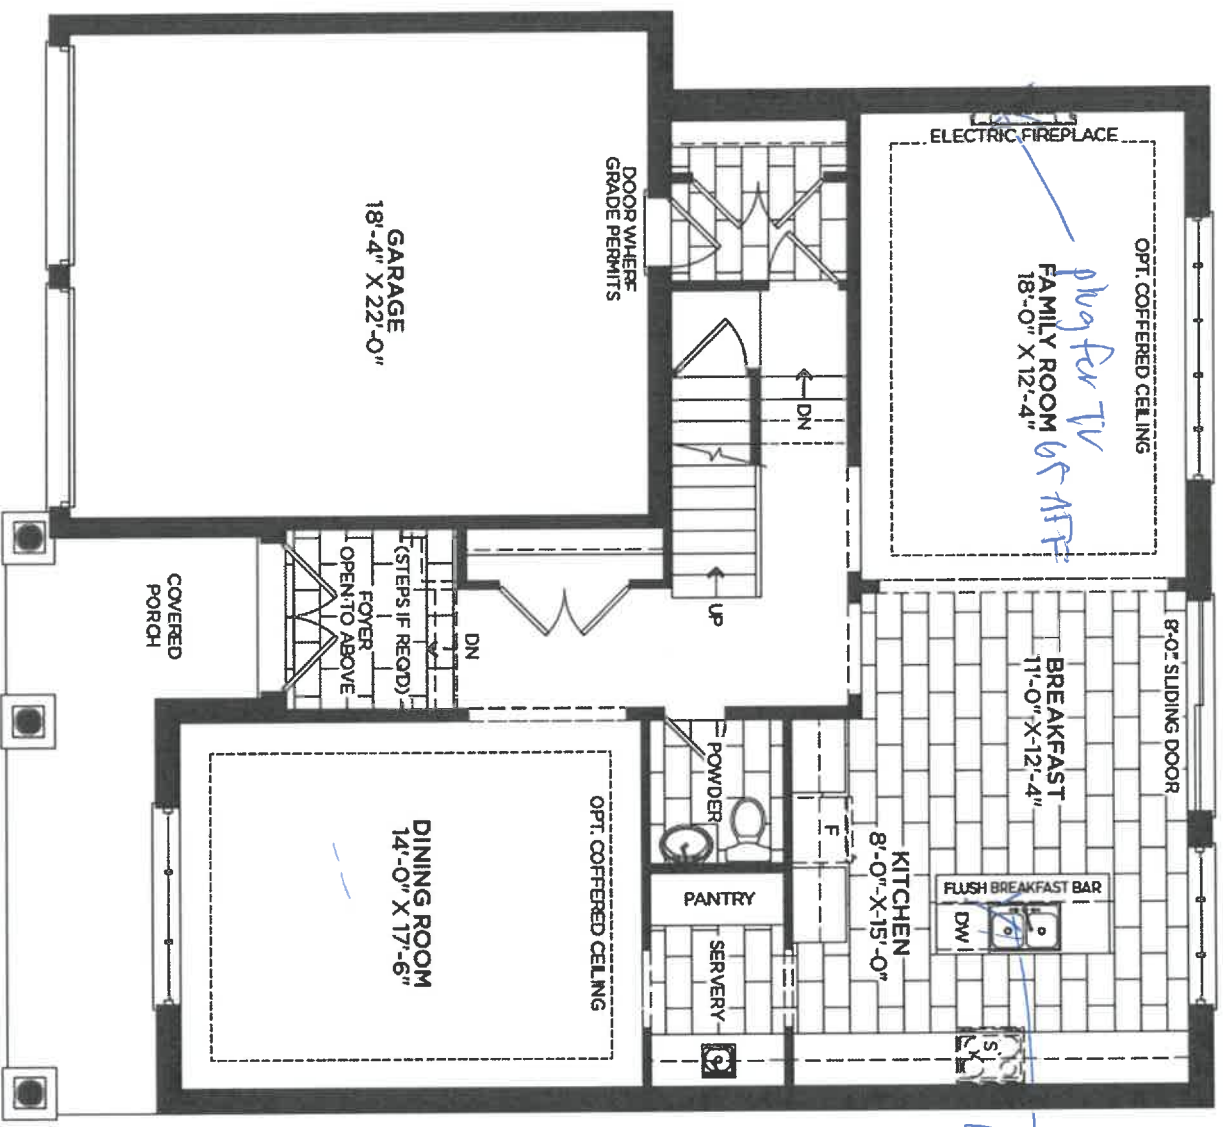 ELECTRIC FIREPLACE
OPT. COFFERED CEILING
FAMILY ROOM
18'-0" X 12'-4"
plug for TV
6ft AFF
DOOR WHERE
GRADE PERMITS
GARAGE
18'-4" X 22'-0"
DN
UP
8'-0" SLIDING DOOR
BREAKFAST
11'-0" X 12'-4"
COVERED
PORCH
FOYER
OPEN TO ABOVE
(STEPS IF REQ'D)
DN
POWDER
F
KITCHEN
8'-0" X 15'-0"
FLUSH BREAKFAST BAR
DW
PANTRY
SERVERY
OPT. COFFERED CEILING
DINING ROOM
14'-0" X 17'-6"